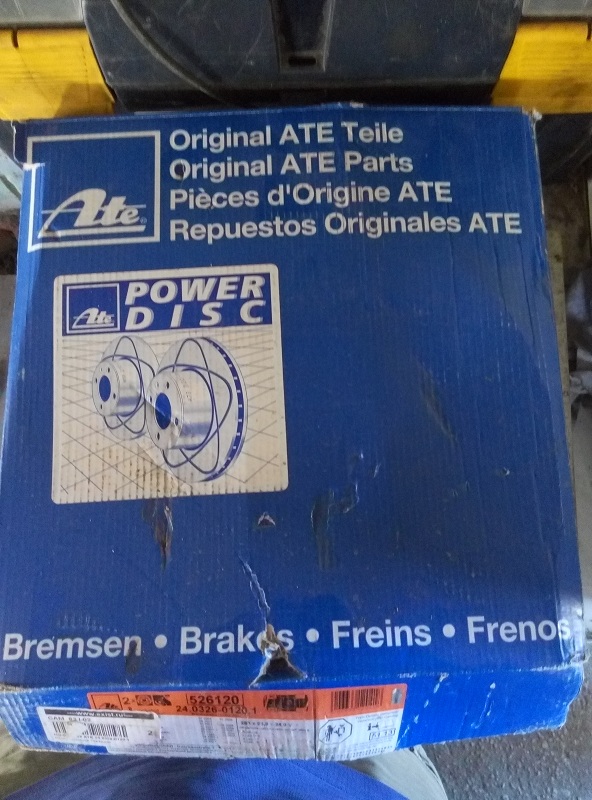 Ate
Original ATE Teile
Original ATE Parts
Pièces d'Origine ATE
Repuestos Originales ATE
Ate
POWER
DISC
Bremsen • Brakes • Freins • Frenos
Ate
526120
24.0326-0120.1